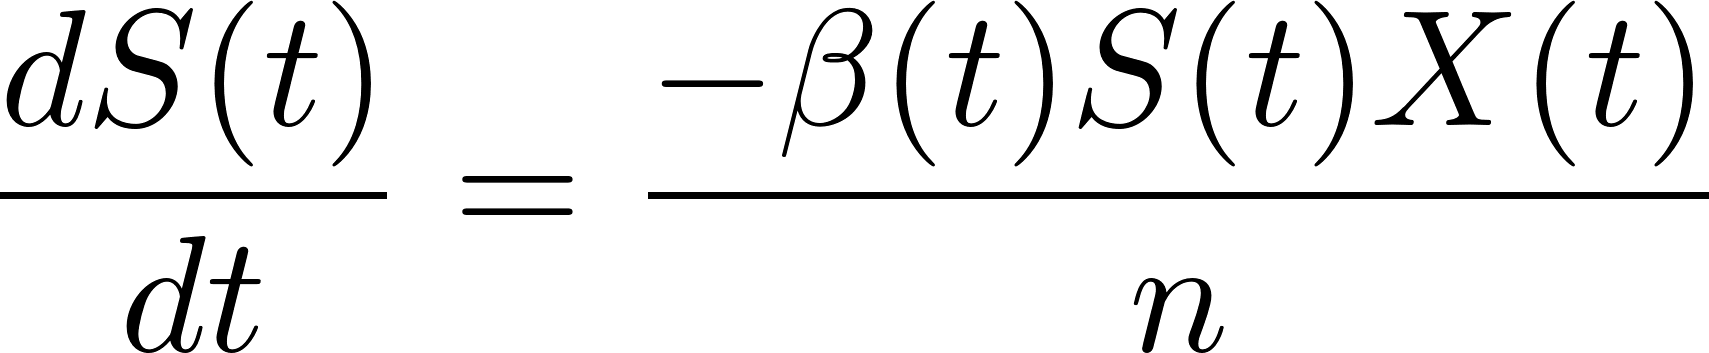 dS(t)/dt = -β(t)S(t)X(t)/n